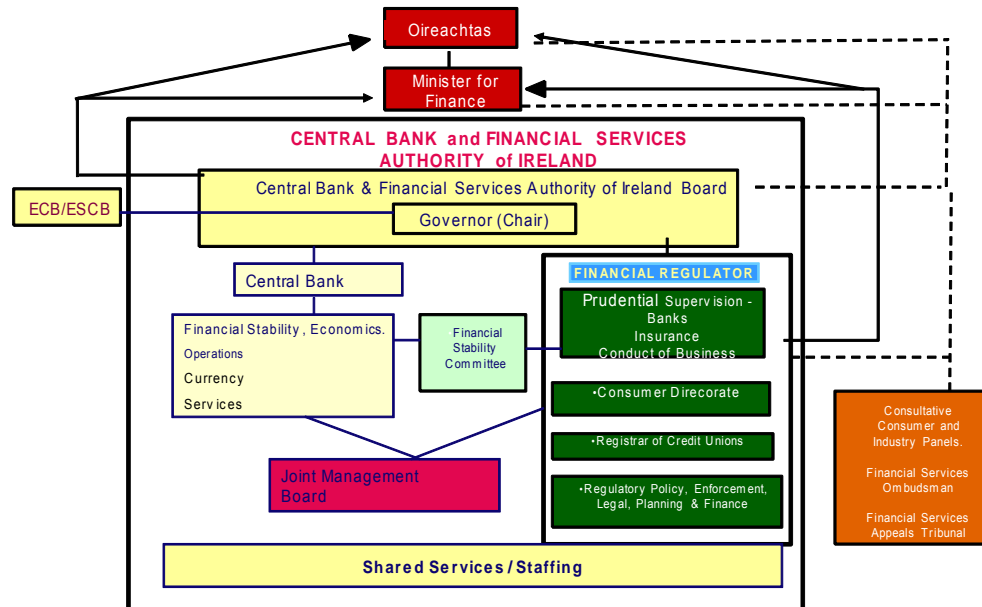 Oireachtas
Minister for
Finance
CENTRAL BANK and FINANCIAL SERVICES
AUTHORITY of IRELAND
Central Bank & Financial Services Authority of Ireland Board
ECB/ESCB
Governor (Chair)
Central Bank
FINANCIAL REGULATOR
Prudential Supervision -
Banks
Insurance
Conduct of Business
Financial Stability , Economics.
Operations
Currency
Services
Financial
Stability
Committee
•Consumer Direcorate
•Registrar of Credit Unions
•Regulatory Policy, Enforcement,
Legal, Planning & Finance
Joint Management
Board
Consultative
Consumer and
Industry Panels.
Financial Services
Ombudsman
Financial Services
Appeals Tribunal
Shared Services / Staffing